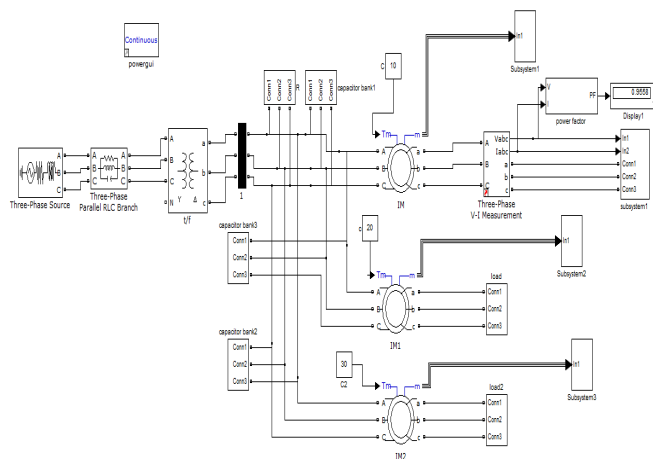 Continuous
powergui
A
B
C
Three-Phase Source
A
B
C
A
B
C
Three-Phase
Parallel RLC Branch
A
B
C
N
a
b
c
Y
Δ
t/f
1
Conn1
Conn2
Conn3
R
Conn1
Conn2
Conn3
capacitor bank1
C
10
Tm
m
A
B
C
a
b
c
IM
In1
Subsystem1
A
B
C
Vabc
Iabc
a
b
c
Three-Phase
V-I Measurement
V
I
PF
power factor
0.9668
Display1
In1
In2
Conn1
Conn2
Conn3
subsystem1
capacitor bank3
Conn1
Conn2
Conn3
c
20
Tm
m
A
B
C
a
b
c
IM1
In1
Subsystem2
load
Conn1
Conn2
Conn3
capacitor bank2
Conn1
Conn2
Conn3
30
C2
Tm
m
A
B
C
a
b
c
IM2
In1
Subsystem3
load2
Conn1
Conn2
Conn3